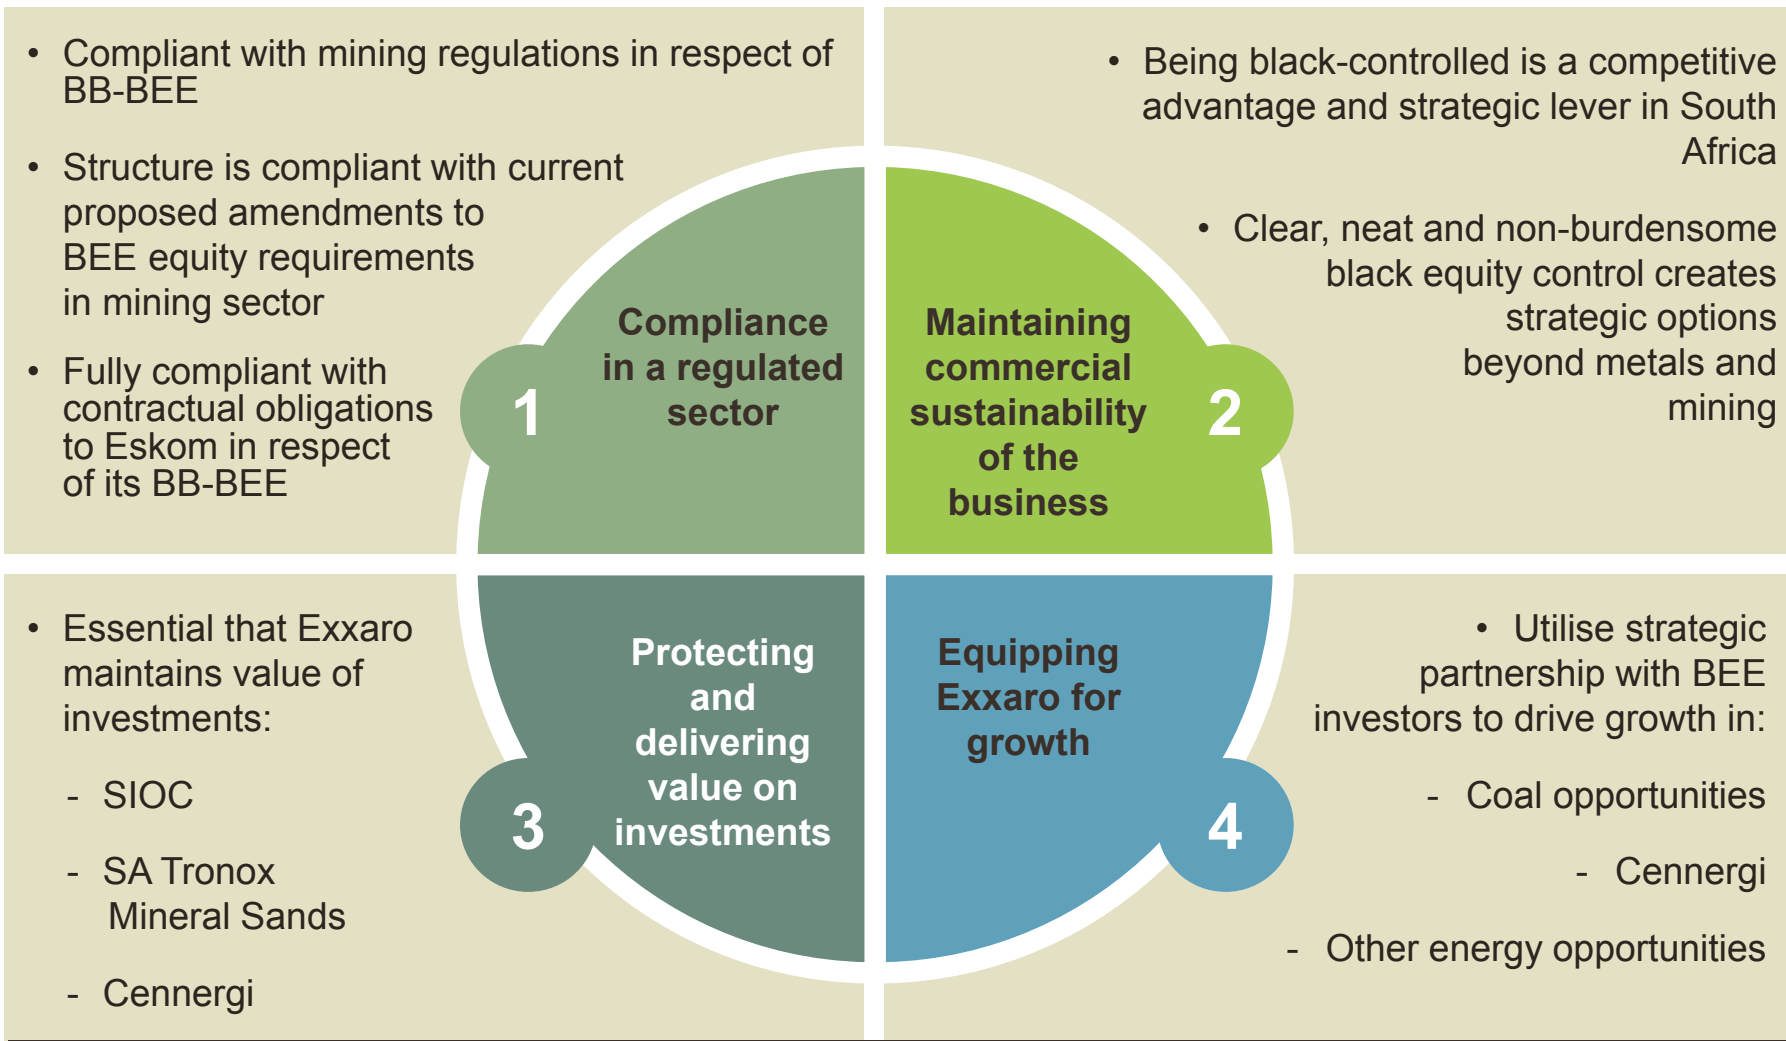 • Compliant with mining regulations in respect of
BB-BEE
• Structure is compliant with current
proposed amendments to
BEE equity requirements
in mining sector
• Fully compliant with
contractual obligations
to Eskom in respect
of its BB-BEE
1
Compliance
in a regulated
sector
• Being black-controlled is a competitive
advantage and strategic lever in South
Africa
• Clear, neat and non-burdensome
black equity control creates
strategic options
beyond metals and
mining
Maintaining
commercial
sustainability
of the
business
2
• Essential that Exxaro
maintains value of
investments:
- SIOC
- SA Tronox
Mineral Sands
- Cennergi
3
Protecting
and
delivering
value on
investments
Equipping
Exxaro for
growth
4
• Utilise strategic
partnership with BEE
investors to drive growth in:
- Coal opportunities
- Cennergi
- Other energy opportunities